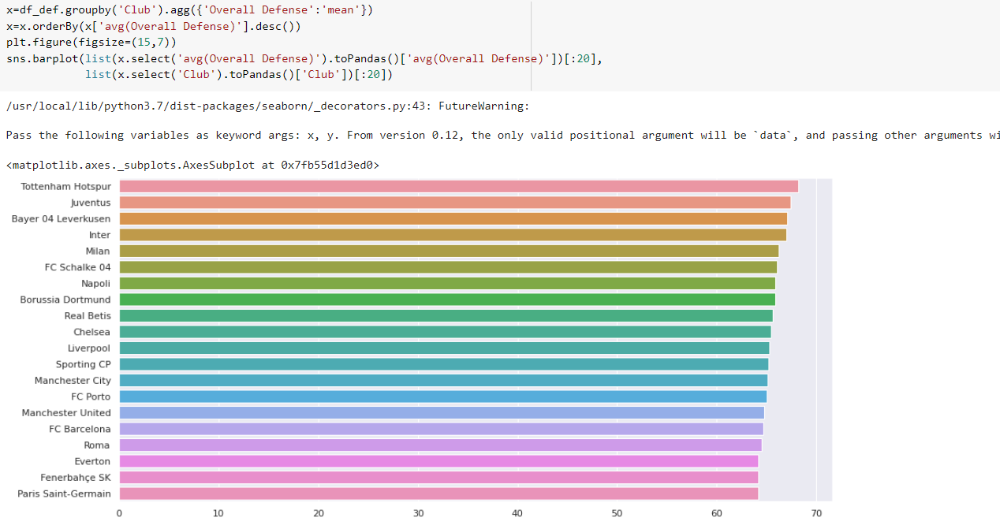 x=df_def.groupby('Club').agg({'Overall Defense':'mean'})
x=x.orderBy(x['avg(Overall Defense)'].desc())
plt.figure(figsize=(15,7))
sns.barplot(list(x.select('avg(Overall Defense)').toPandas()['avg(Overall Defense)'])[:20],
list(x.select('Club').toPandas()['Club'])[:20])
/usr/local/lib/python3.7/dist-packages/seaborn/_decorators.py:43: FutureWarning:
Pass the following variables as keyword args: x, y. From version 0.12, the only valid positional argument will be `data`, and passing other arguments wi
<matplotlib.axes._subplots.AxesSubplot at 0x7fb55d1d3ed0>
Tottenham Hotspur
Juventus
Bayer 04 Leverkusen
Inter
Milan
FC Schalke 04
Napoli
Borussia Dortmund
Real Betis
Chelsea
Liverpool
Sporting CP
Manchester City
FC Porto
Manchester United
FC Barcelona
Roma
Everton
Fenerbahçe SK
Paris Saint-Germain
0 10 20 30 40 50 60 70